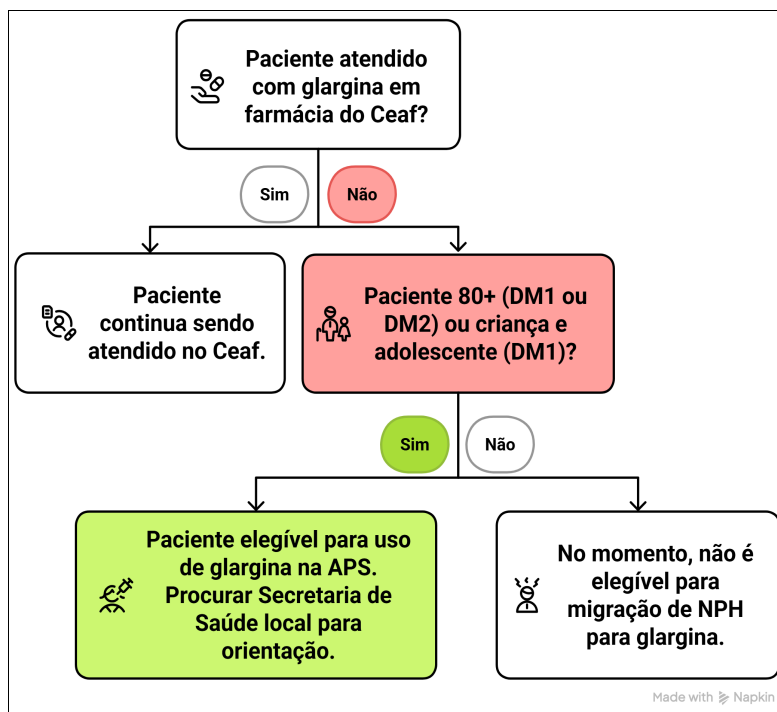 Paciente atendido
com glargina em
farmácia do Ceaf?
Sim
Não
Paciente
continua sendo
atendido no Ceaf.
Paciente 80+ (DM1 ou
DM2) ou criança e
adolescente (DM1)?
Sim
Não
Paciente elegível para uso
de glargina na APS.
Procurar Secretaria de
Saúde local para
orientação.
No momento, não é
elegível para
migração de NPH
para glargina.
Made with Napkin